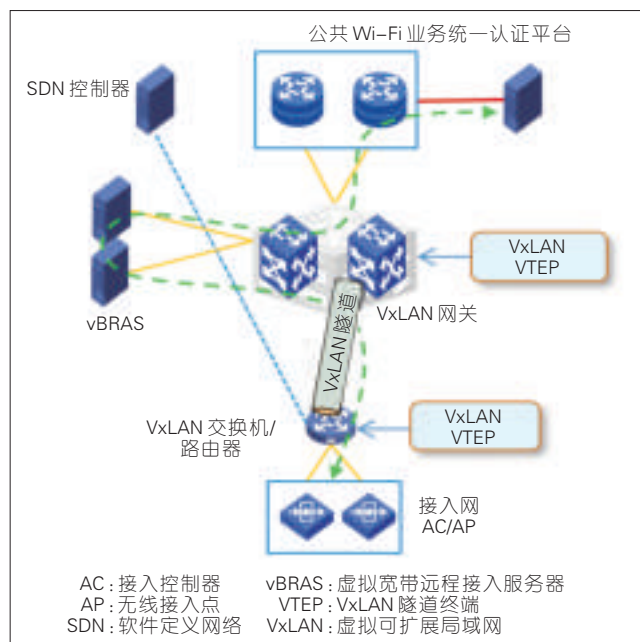 公共 Wi-Fi 业务统一认证平台
SDN 控制器
VxLAN
VTEP
VxLAN 网关
vBRAS
VxLAN 隧道
VxLAN 交换机/
路由器
VxLAN
VTEP
接入网
AC/AP
AC：接入控制器
vBRAS：虚拟宽带远程接入服务器
AP：无线接入点
VTEP：VxLAN 隧道终端
SDN：软件定义网络
VxLAN：虚拟可扩展局域网